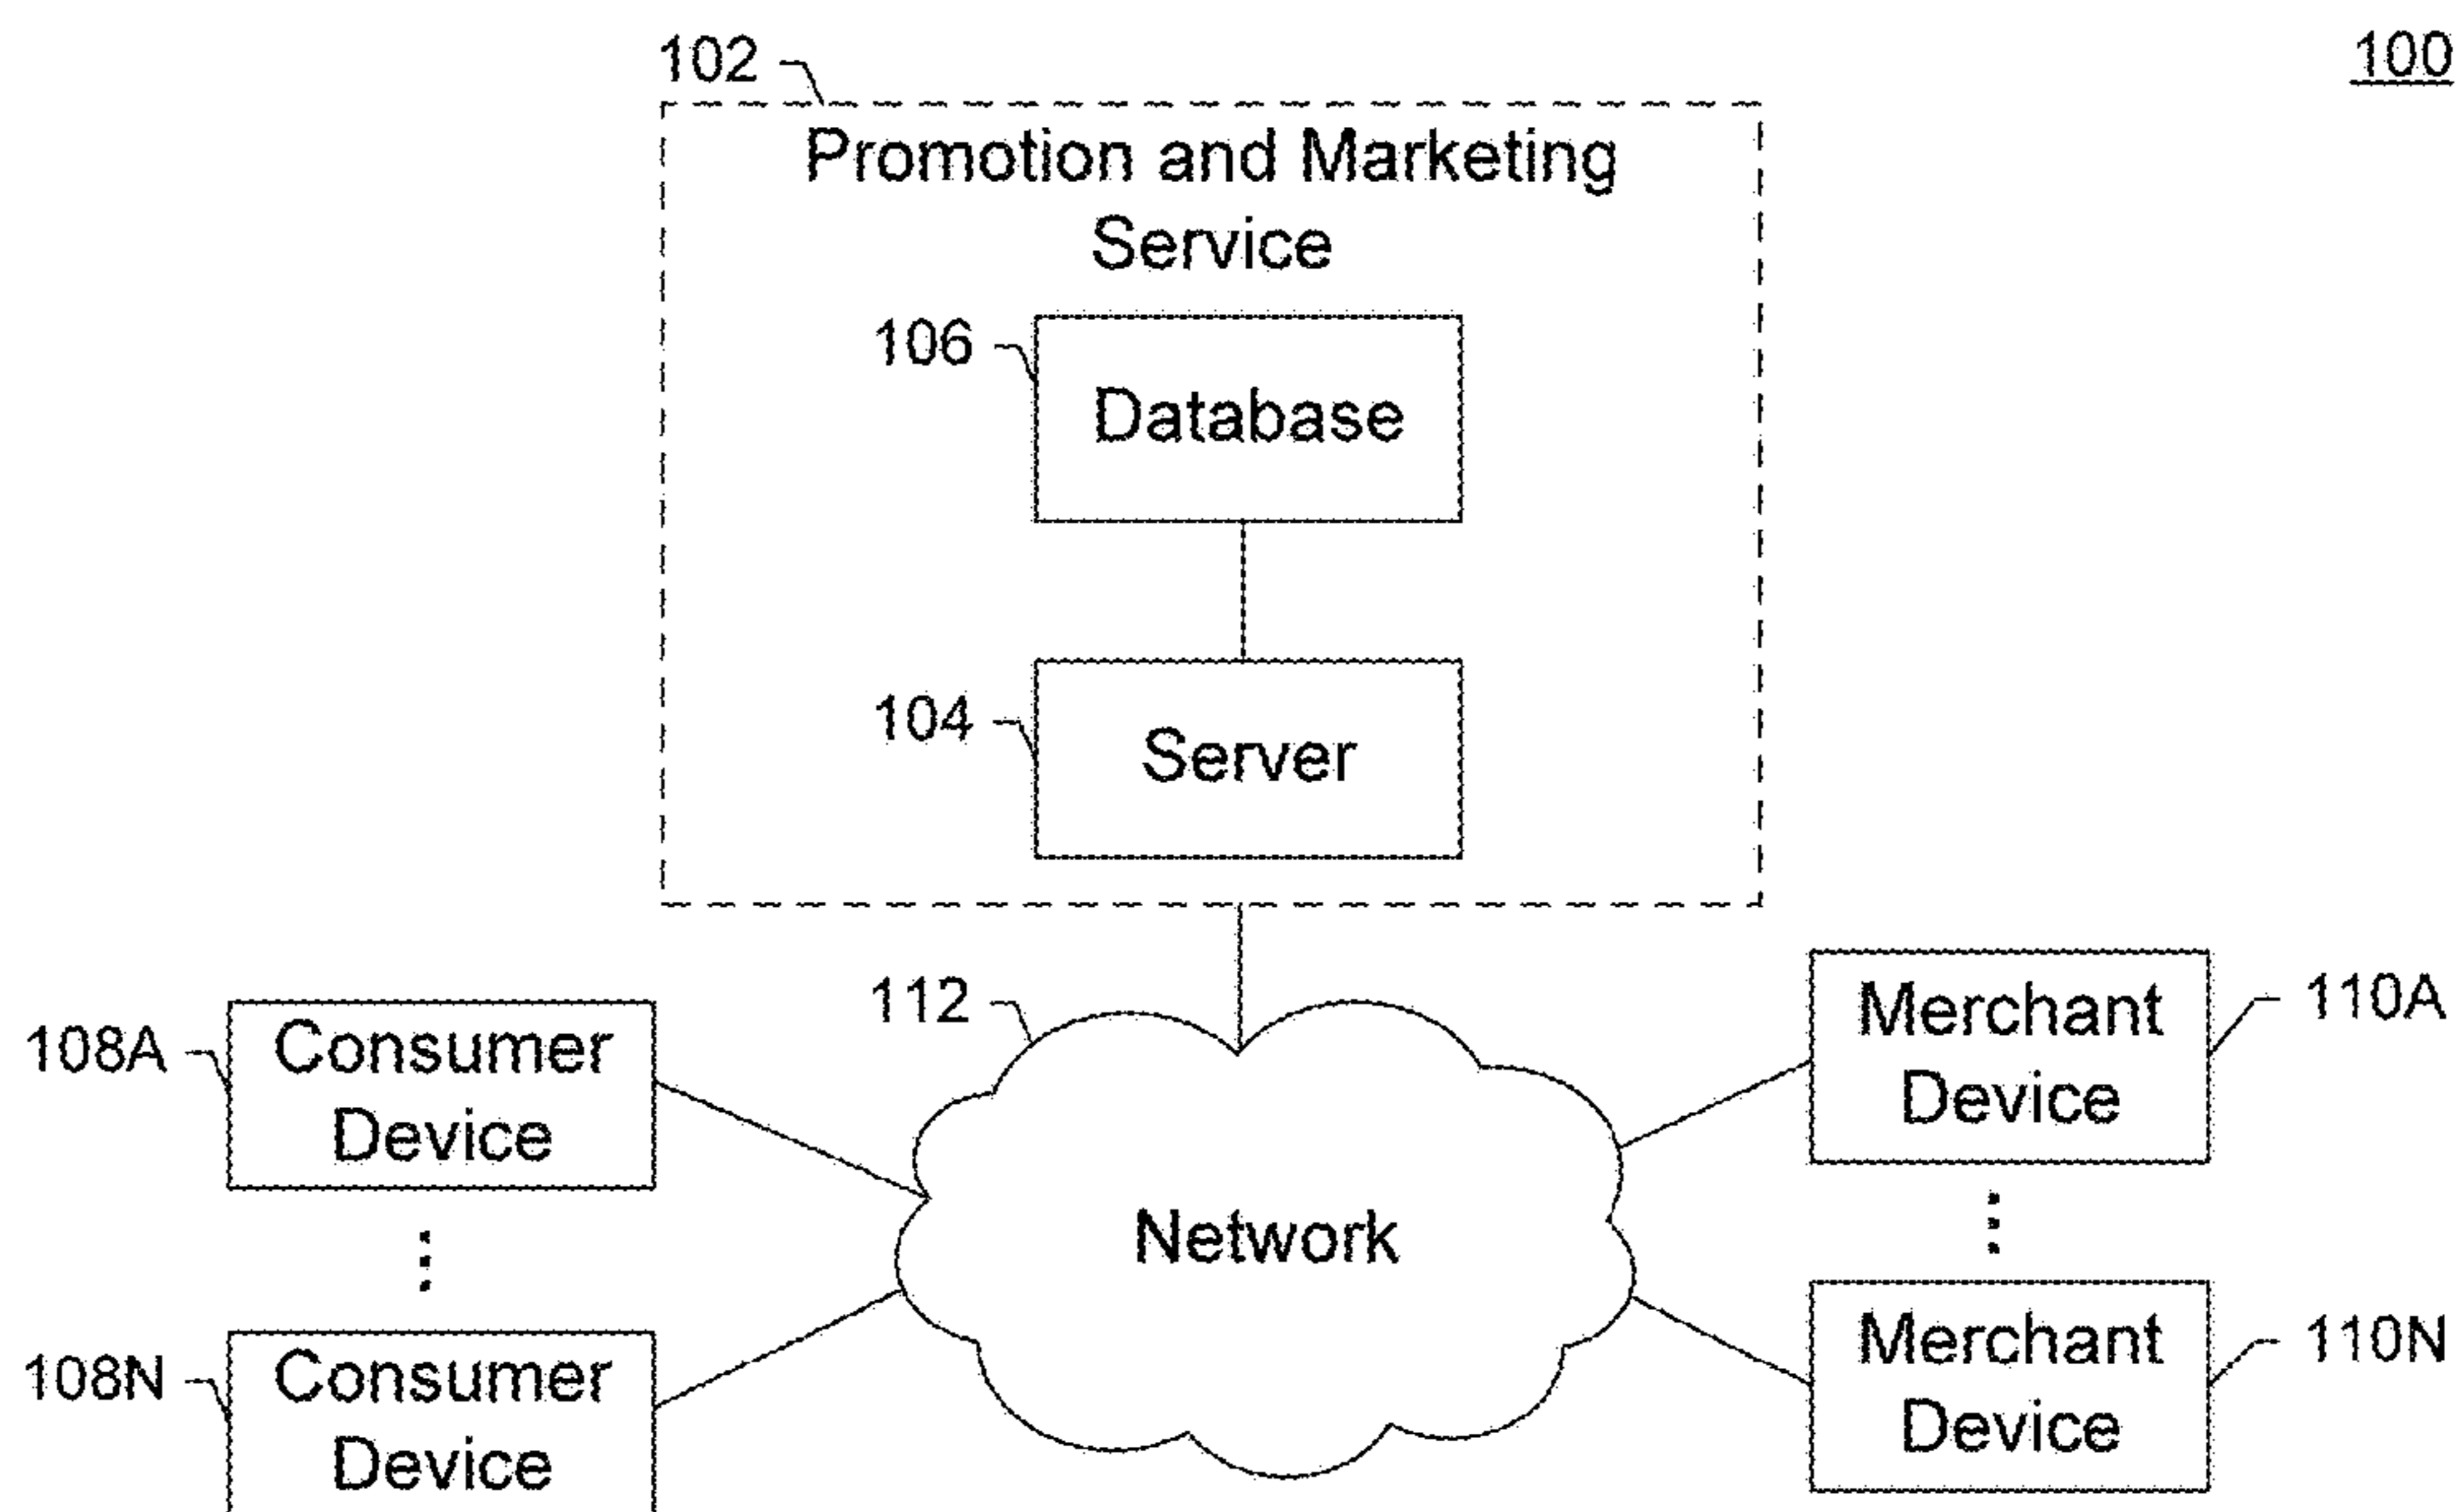 102
100
Promotion and Marketing
Service
106
Database
104
Server
112
108A
Consumer
Device
Merchant
Device
110A
Network
108N
Consumer
Device
Merchant
Device
110N